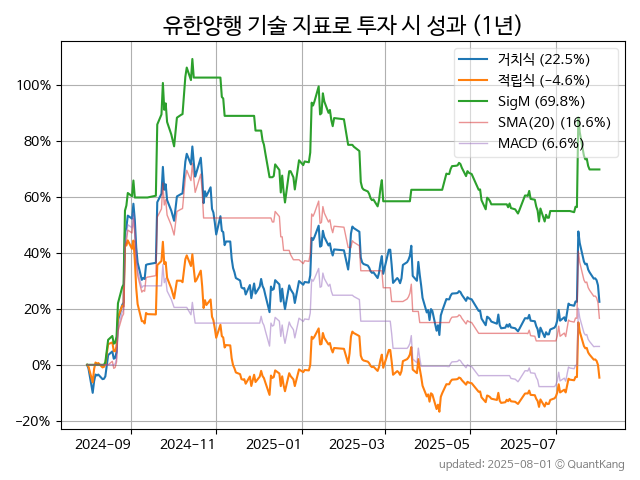 유한양행 기술 지표로 투자 시 성과 (1년)
거치식 (22.5%)
적립식 (−4.6%)
SigM (69.8%)
SMA(20) (16.6%)
MACD (6.6%)
100%
80%
60%
40%
20%
0%
−20%
2024-09
2024-11
2025-01
2025-03
2025-05
2025-07
updated: 2025-08-01 © QuantKang